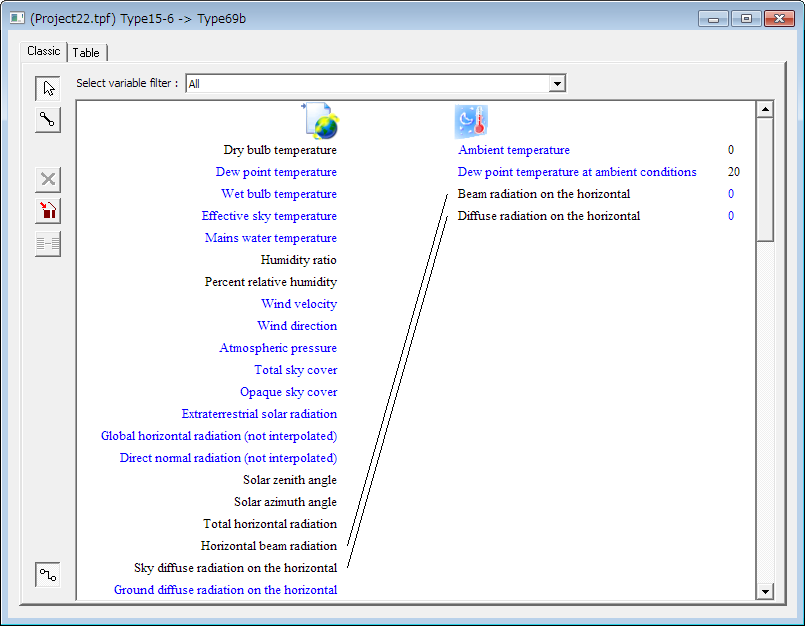 (Project22.tpf) Type15-6 -> Type69b
Classic
Table
Select variable filter :
All
Dry bulb temperature
Dew point temperature
Wet bulb temperature
Effective sky temperature
Mains water temperature
Humidity ratio
Percent relative humidity
Wind velocity
Wind direction
Atmospheric pressure
Total sky cover
Opaque sky cover
Extraterrestrial solar radiation
Global horizontal radiation (not interpolated)
Direct normal radiation (not interpolated)
Solar zenith angle
Solar azimuth angle
Total horizontal radiation
Horizontal beam radiation
Sky diffuse radiation on the horizontal
Ground diffuse radiation on the horizontal
Ambient temperature 0
Dew point temperature at ambient conditions 20
Beam radiation on the horizontal 0
Diffuse radiation on the horizontal 0